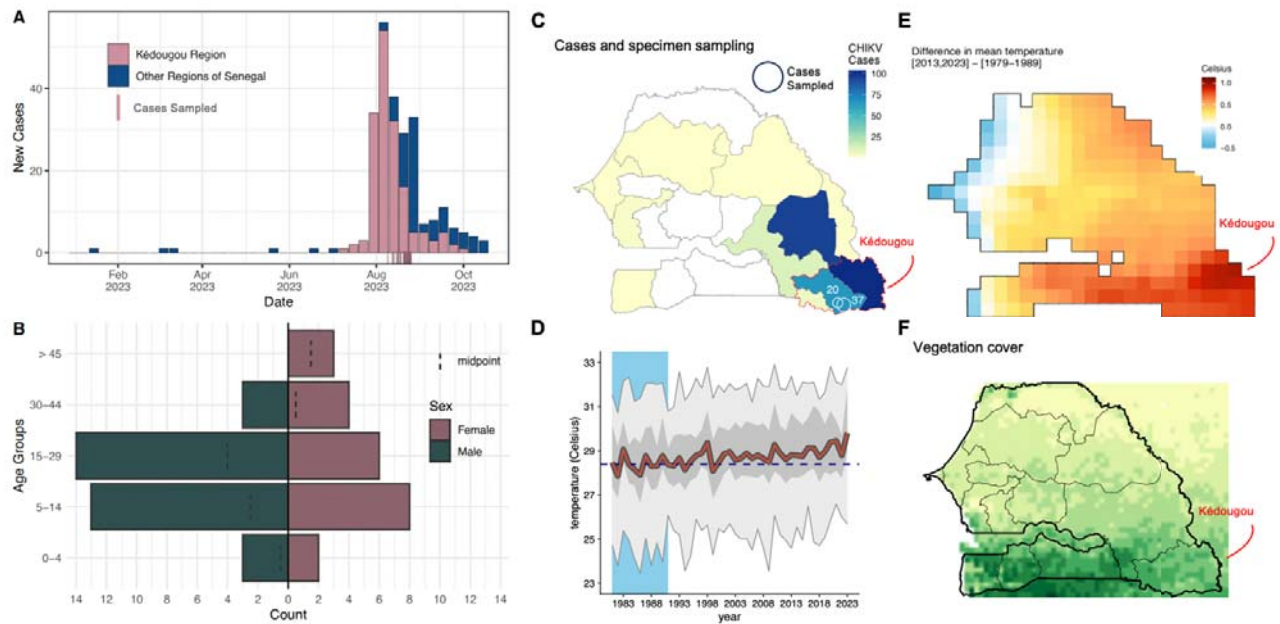 A
New Cases
40
20
0
Kédougou Region
Other Regions of Senegal
Cases Sampled
Feb
2023
Apr
2023
Jun
2023
Aug
2023
Oct
2023
Date
B
Age Groups
> 45
30–44
15–29
5–14
0–4
midpoint
Sex
Female
Male
14 12 10 8 6 4 2 0 2 4 6 8 10 12 14
Count
C
Cases and specimen sampling
Cases
Sampled
CHIKV
Cases
100
75
50
25
Kédougou
20
37
D
temperature (Celsius)
33
31
29
27
25
23
1983 1988 1993 1998 2003 2008 2013 2018 2023
year
E
Difference in mean temperature
[2013,2023] – [1979–1989]
Celsius
1.0
0.5
0.0
−0.5
Kédougou
F
Vegetation cover
Kédougou